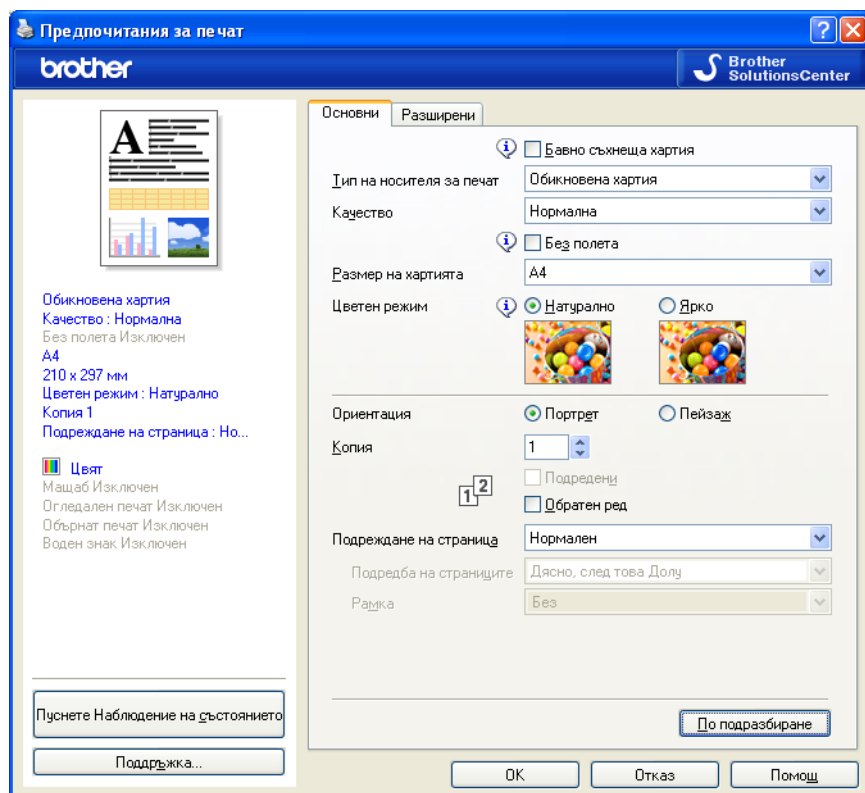 Предпочитания за печат
brother
Brother
SolutionsCenter
A
Обикновена хартия
Качество : Нормална
Без полета Изключен
A4
210 x 297 мм
Цветен режим : Натурално
Копия 1
Подреждане на страница : Но...
Цвят
Мащаб Изключен
Огледален печат Изключен
Обърнат печат Изключен
Воден знак Изключен
Пуснете Наблюдение на състоянието
Поддръжка...
Основни
Разширени
Бавно съхнеща хартия
Тип на носителя за печат Обикновена хартия
Качество Нормална
Без полета
Размер на хартията A4
Цветен режим Натурално Ярко
Ориентация Портрет Пейзаж
Копия 1
Подредени
1 2
Обратен ред
Подреждане на страница Нормален
Подредба на страниците Дясно, след това Долу
Рамка Без
По подразбиране
OK Отказ Помощ